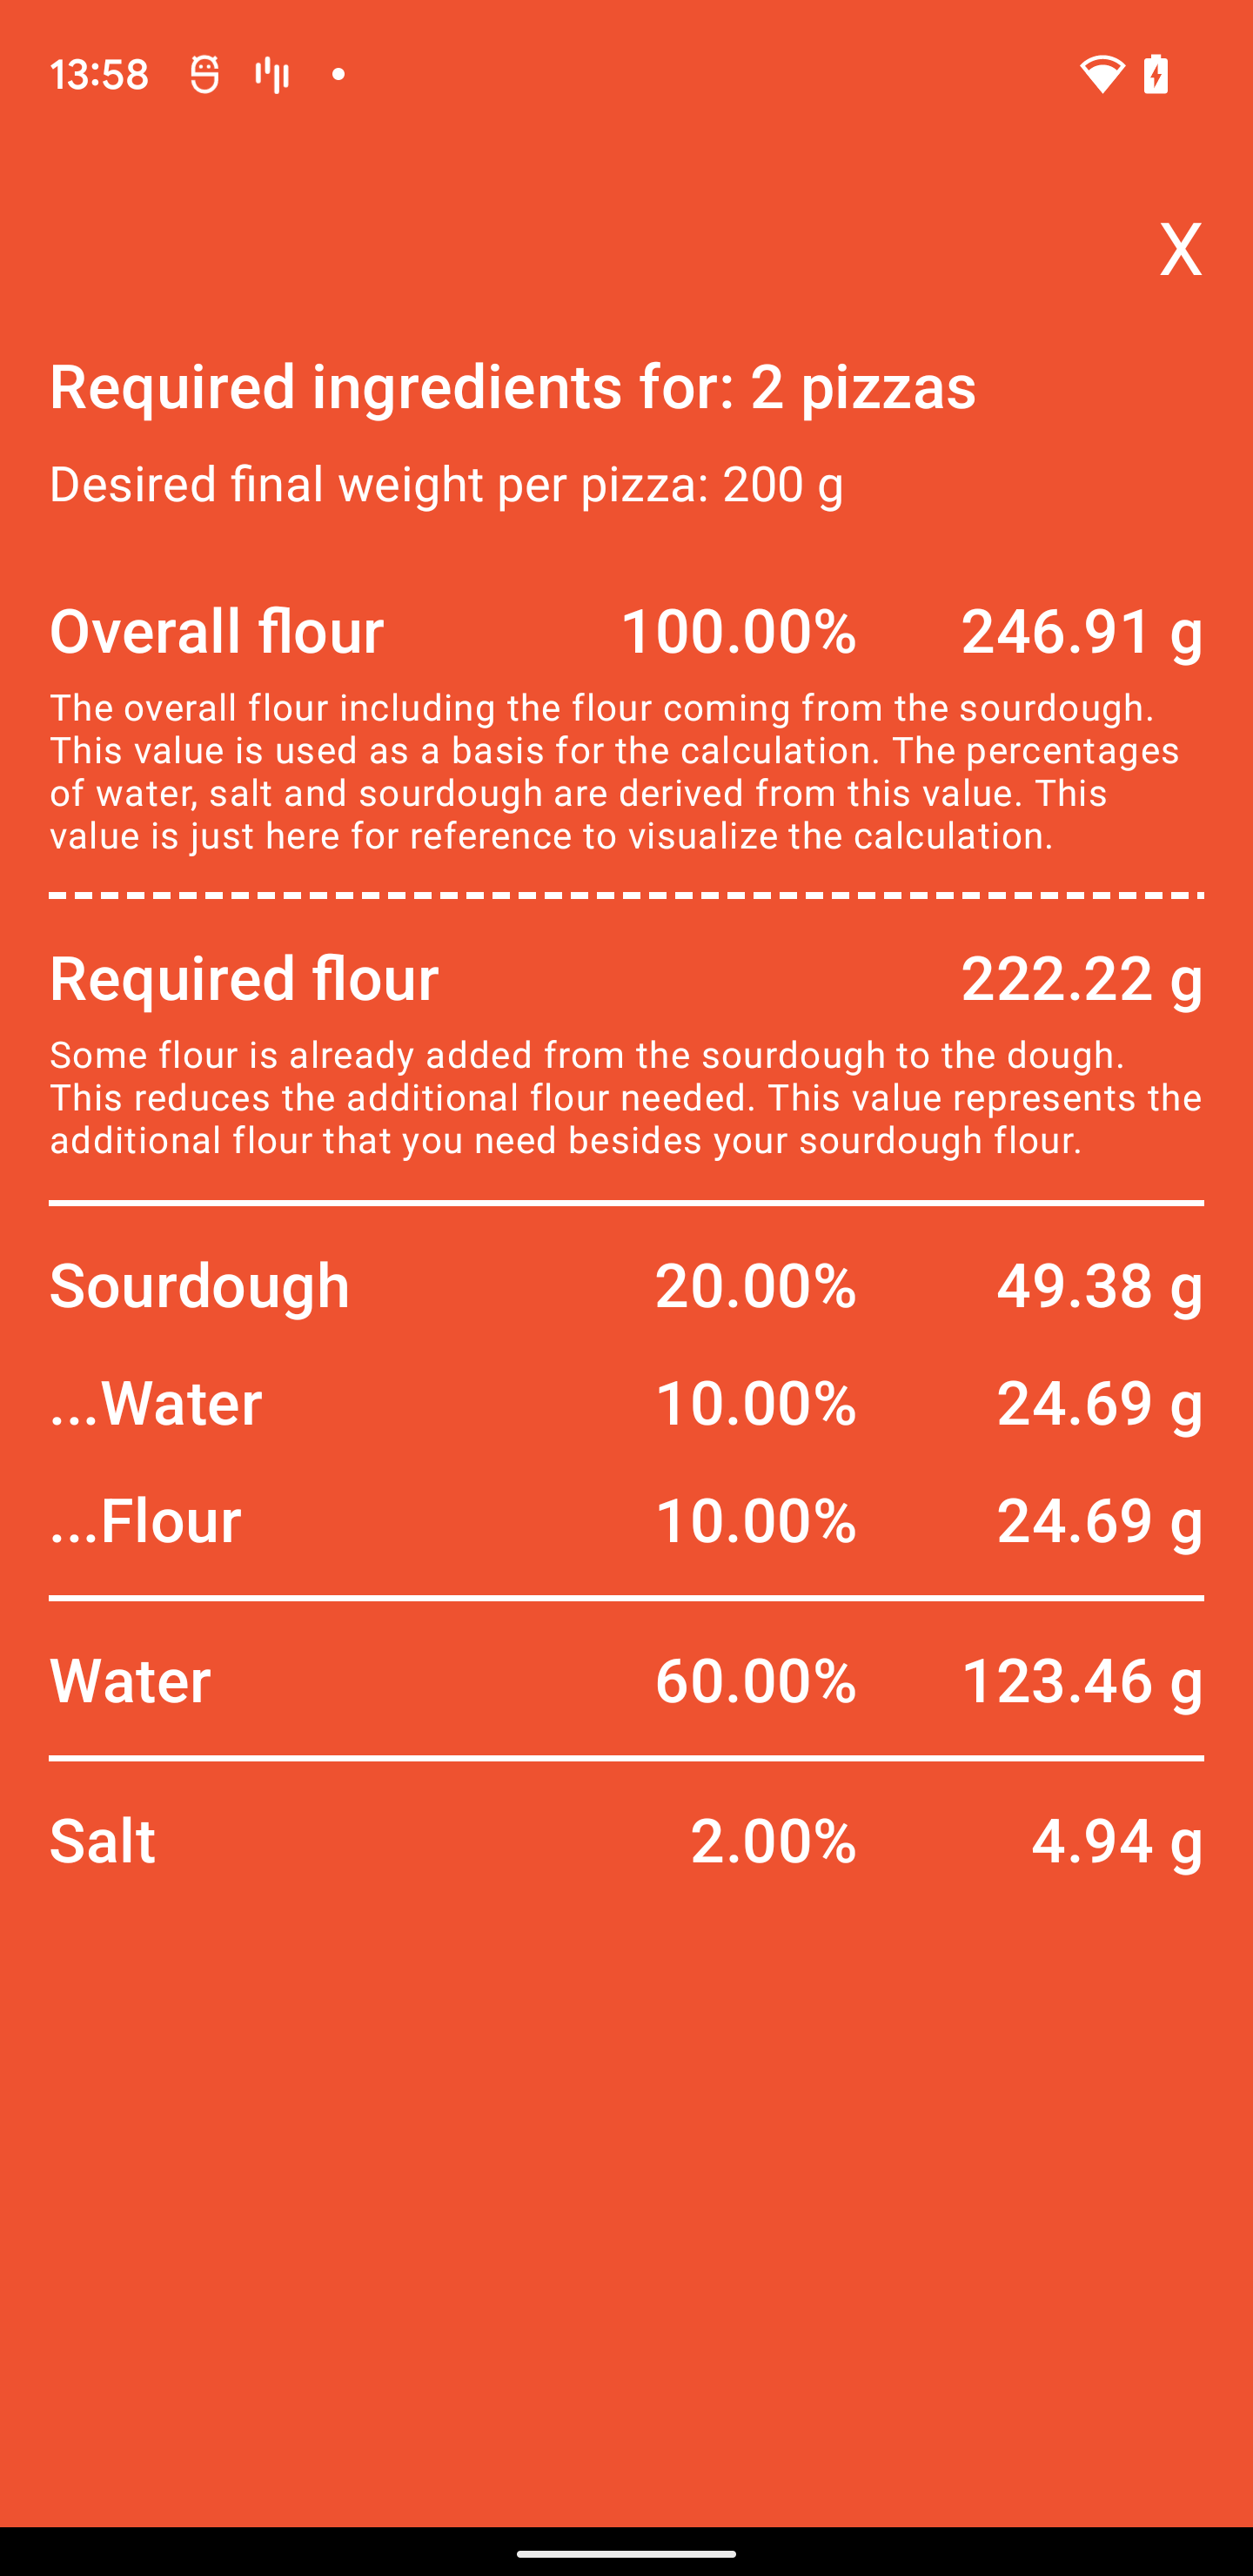 13:58
X
Required ingredients for: 2 pizzas
Desired final weight per pizza: 200 g
Overall flour 100.00% 246.91 g
The overall flour including the flour coming from the sourdough.
This value is used as a basis for the calculation. The percentages
of water, salt and sourdough are derived from this value. This
value is just here for reference to visualize the calculation.
Required flour 222.22 g
Some flour is already added from the sourdough to the dough.
This reduces the additional flour needed. This value represents the
additional flour that you need besides your sourdough flour.
Sourdough 20.00% 49.38 g
...Water 10.00% 24.69 g
...Flour 10.00% 24.69 g
Water 60.00% 123.46 g
Salt 2.00% 4.94 g